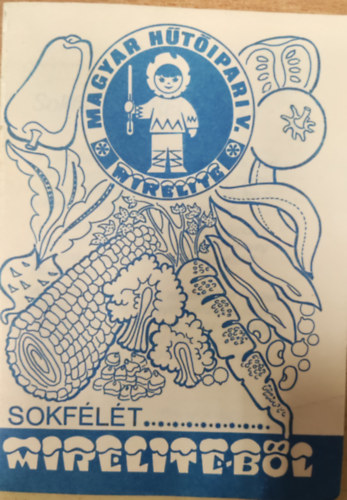 MAGYAR HŰTŐIPARI V.
MIRELITE
SOKFÉLÉT..............
MIRELITE-BŐL